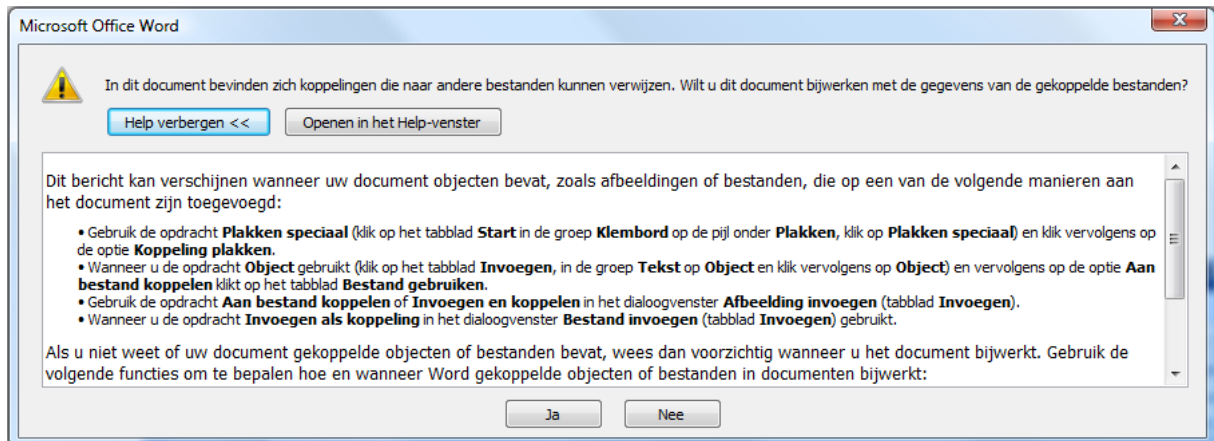 Microsoft Office Word
In dit document bevinden zich koppelingen die naar andere bestanden kunnen verwijzen. Wilt u dit document bijwerken met de gegevens van de gekoppelde bestanden?
Help verbergen <<
Openen in het Help-venster
Dit bericht kan verschijnen wanneer uw document objecten bevat, zoals afbeeldingen of bestanden, die op een van de volgende manieren aan
het document zijn toegevoegd:
• Gebruik de opdracht Plakken speciaal (klik op het tabblad Start in de groep Klembord op de pijl onder Plakken, klik op Plakken speciaal) en klik vervolgens op
de optie Koppeling plakken.
• Wanneer u de opdracht Object gebruikt (klik op het tabblad Invoegen, in de groep Tekst op Object en klik vervolgens op Object) en vervolgens op de optie Aan
bestand koppelen klikt op het tabblad Bestand gebruiken.
• Gebruik de opdracht Aan bestand koppelen of Invoegen en koppelen in het dialoogvenster Afbeelding invoegen (tabblad Invoegen).
• Wanneer u de opdracht Invoegen als koppeling in het dialoogvenster Bestand invoegen (tabblad Invoegen) gebruikt.
Als u niet weet of uw document gekoppelde objecten of bestanden bevat, wees dan voorzichtig wanneer u het document bijwerkt. Gebruik de
volgende functies om te bepalen hoe en wanneer Word gekoppelde objecten of bestanden in documenten bijwerkt:
Ja
Nee